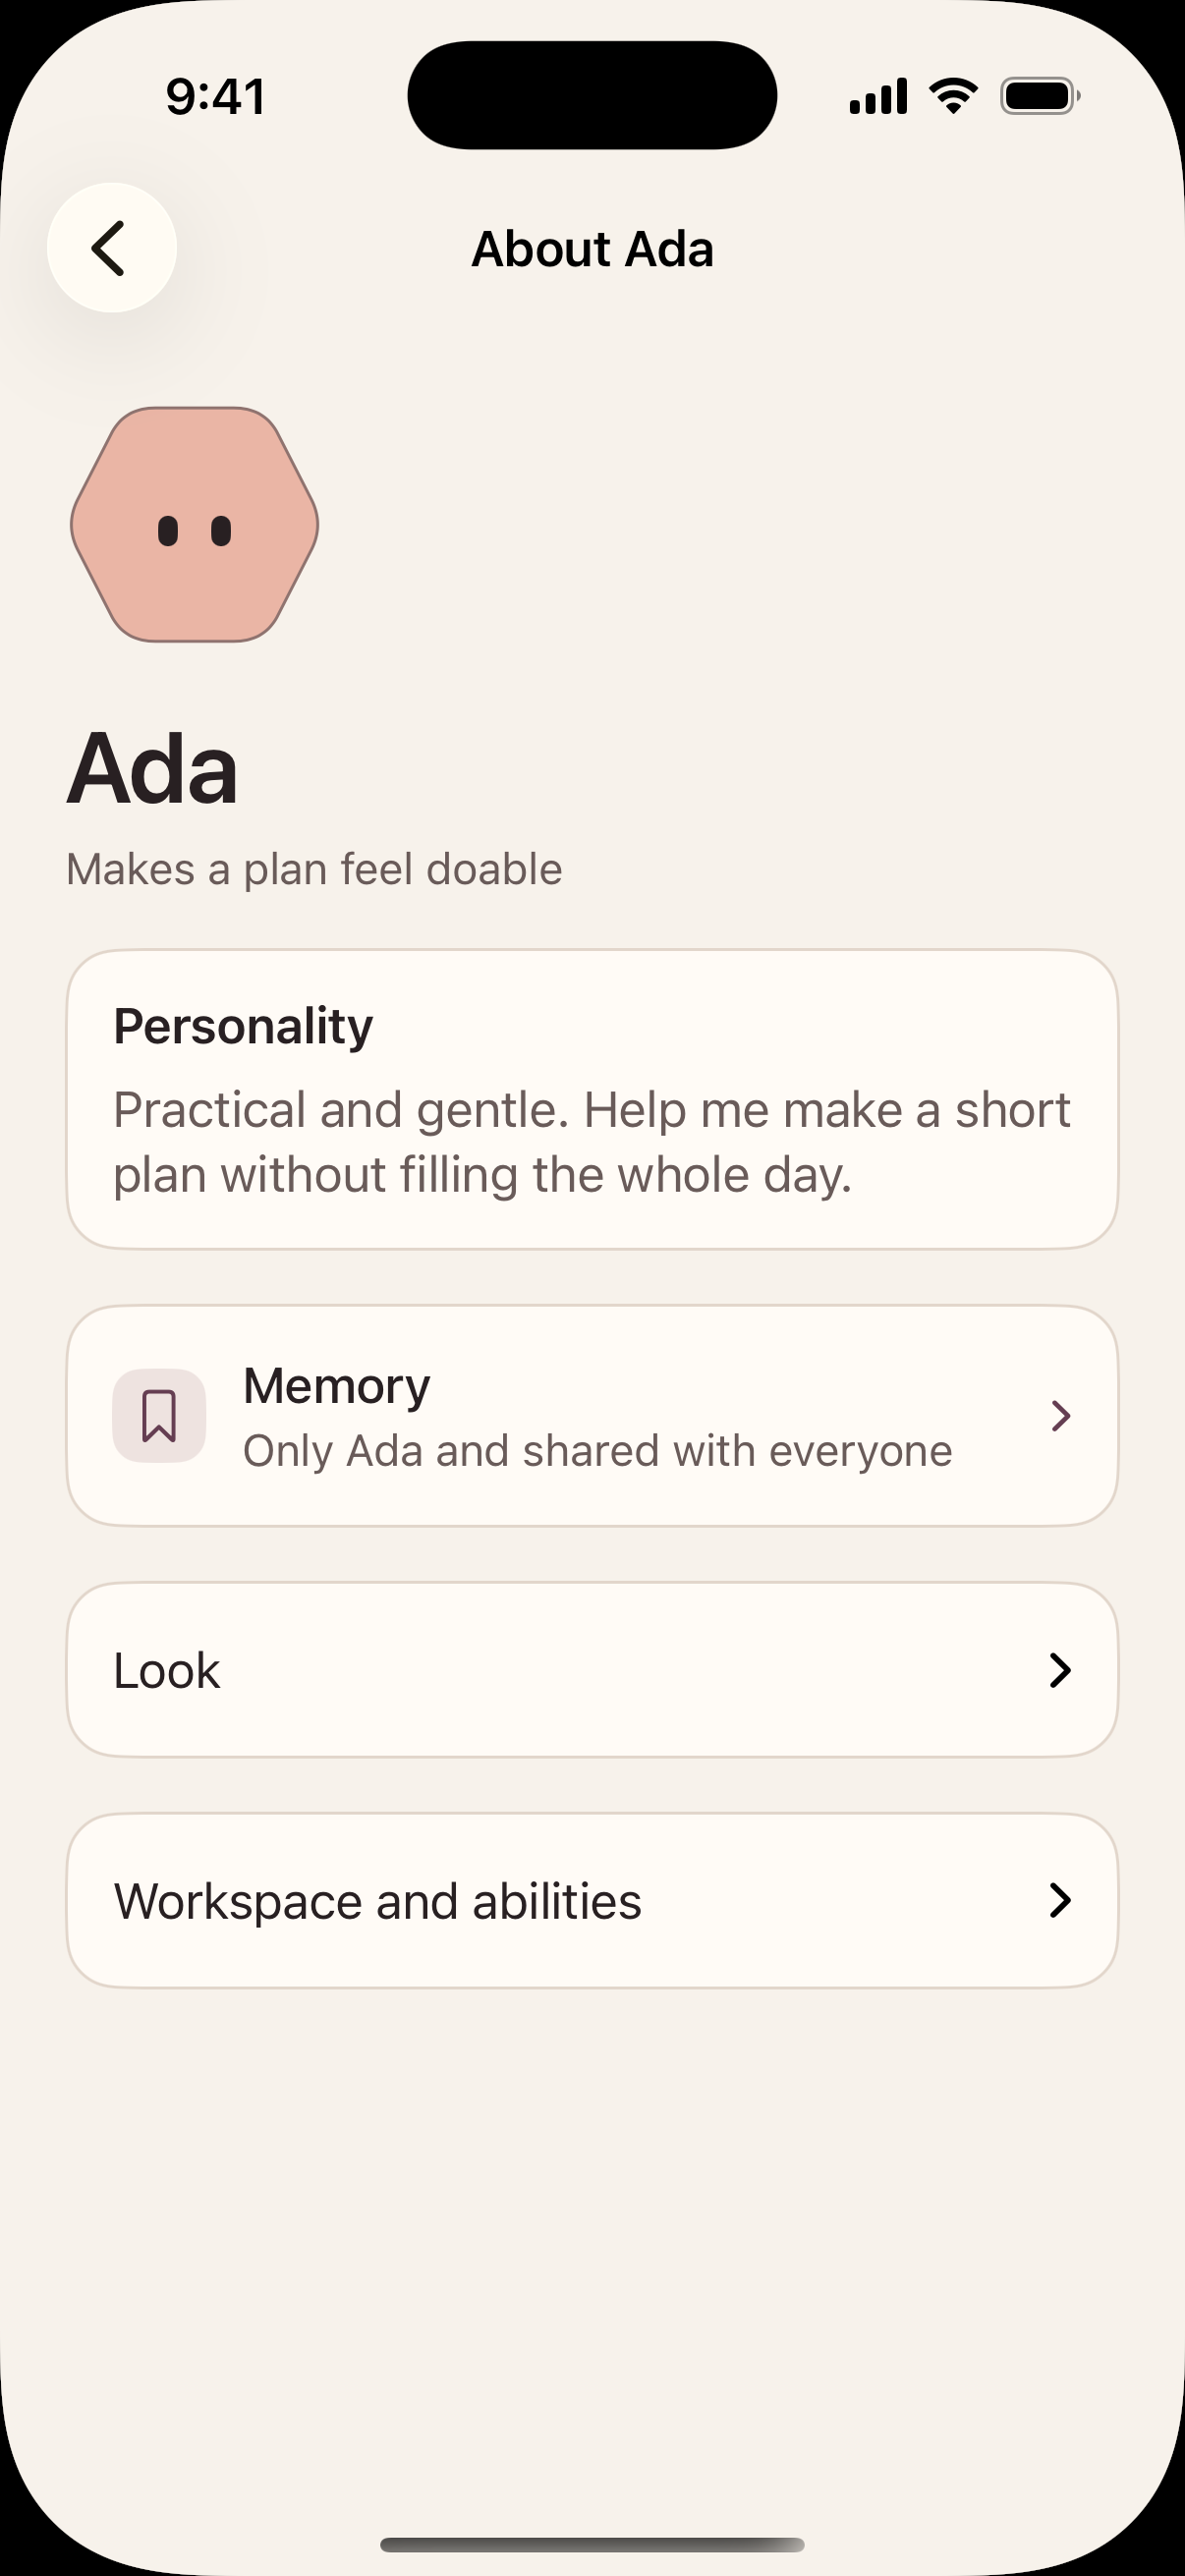 9:41
About Ada
Ada
Makes a plan feel doable
Personality
Practical and gentle. Help me make a short
plan without filling the whole day.
Memory
Only Ada and shared with everyone
Look
Workspace and abilities